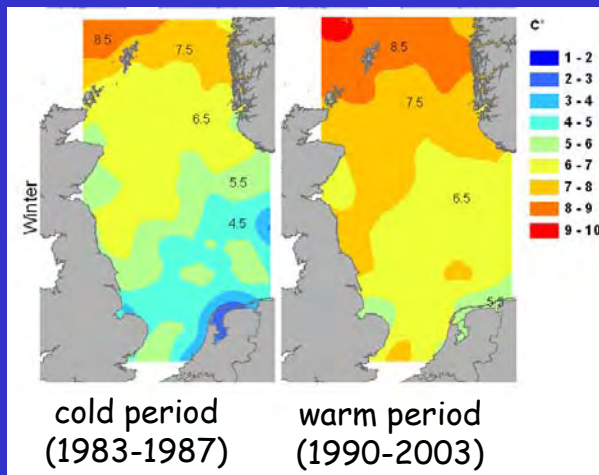 Winter
8.5
7.5
6.5
5.5
4.5
8.5
7.5
6.5
5.5
C°
1 - 2
2 - 3
3 - 4
4 - 5
5 - 6
6 - 7
7 - 8
8 - 9
9 - 10
cold period
(1983-1987)
warm period
(1990-2003)